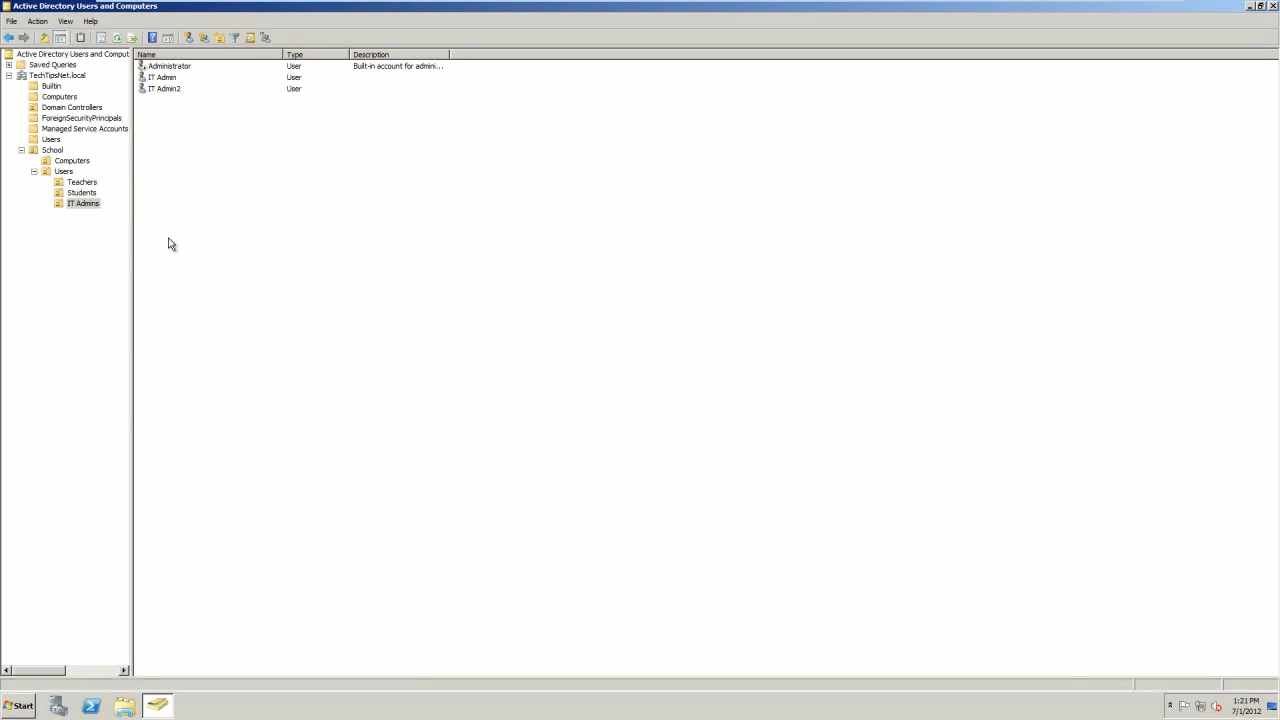 Active Directory Users and Computers
File Action View Help
Active Directory Users and Comput
Saved Queries
TechTipsNet.local
Builtin
Computers
Domain Controllers
ForeignSecurityPrincipals
Managed Service Accounts
Users
School
Computers
Users
Teachers
Students
IT Admins
Name Type Description
Administrator User Built-in account for admini...
IT Admin User
IT Admin2 User
Start
1:21 PM
7/1/2012